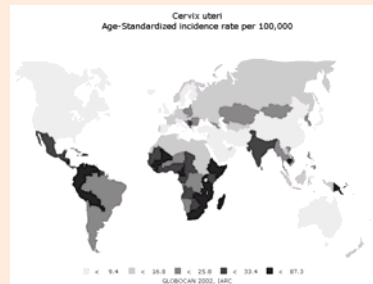 Cervix uteri
Age-Standardized incidence rate per 100,000
< 9.4 < 16.8 < 25.8 < 33.4 < 87.3
GLOBOCAN 2002, IARC